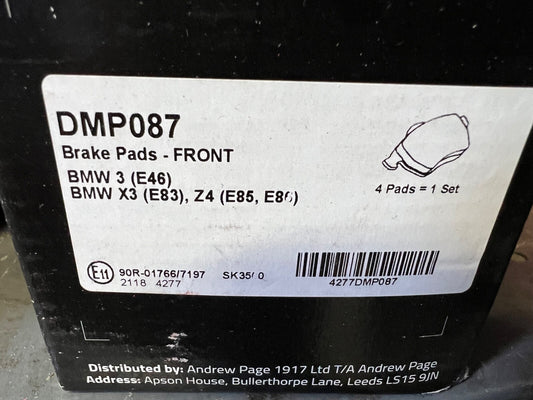 DMP087
Brake Pads - FRONT
BMW 3 (E46)
BMW X3 (E83), Z4 (E85, E86)
4 Pads = 1 Set
E11 90R-01766/7197
2118 4277
4277DMP087
Distributed by: Andrew Page 1917 Ltd T/A Andrew Page
Address: Apson House, Bullerthorpe Lane, Leeds LS15 9JN